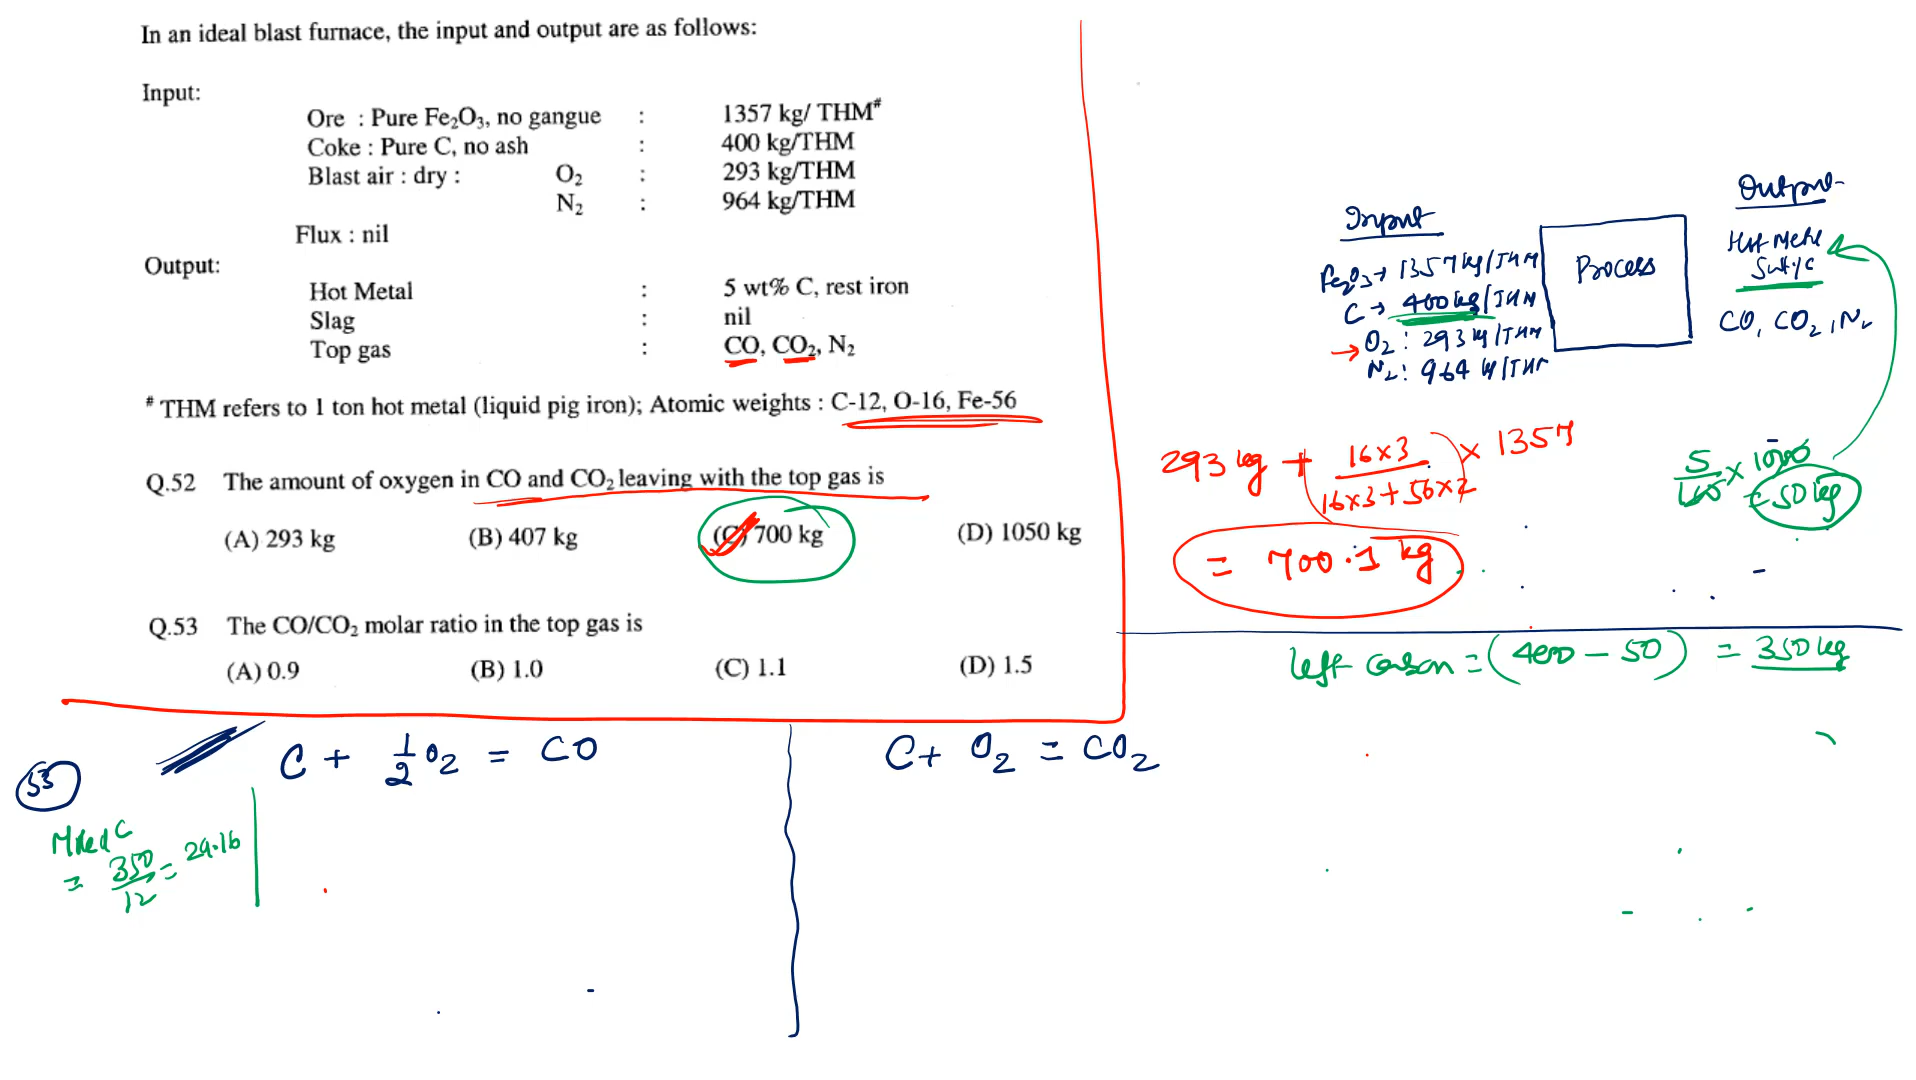 In an ideal blast furnace, the input and output are as follows:
Input:
Ore : Pure Fe₂O₃, no gangue : 1357 kg/ THM#
Coke : Pure C, no ash : 400 kg/THM
Blast air : dry : O₂ : 293 kg/THM
N₂ : 964 kg/THM
Flux : nil
Output:
Hot Metal : 5 wt% C, rest iron
Slag : nil
Top gas : CO, CO₂, N₂
# THM refers to 1 ton hot metal (liquid pig iron); Atomic weights : C-12, O-16, Fe-56
Q.52 The amount of oxygen in CO and CO₂ leaving with the top gas is
(A) 293 kg (B) 407 kg (C) 700 kg (D) 1050 kg
Q.53 The CO/CO₂ molar ratio in the top gas is
(A) 0.9 (B) 1.0 (C) 1.1 (D) 1.5
Input
Fe₂O₃ → 1357 kg/THM
C → 400 kg/THM
→ O₂ : 293 kg/THM
N₂ : 964 kg/THM
Process
Output
Hot Metal
5wt%C
CO, CO₂, N₂
293 kg + 16×3 / 16×3+56×2 × 1357
= 700.1 kg
5/100 × 1000
= 50 kg
left carbon = (400 − 50) = 350 kg
53
C + 1/2 O₂ = CO
C + O₂ = CO₂
C
= 350/12 = 29.16